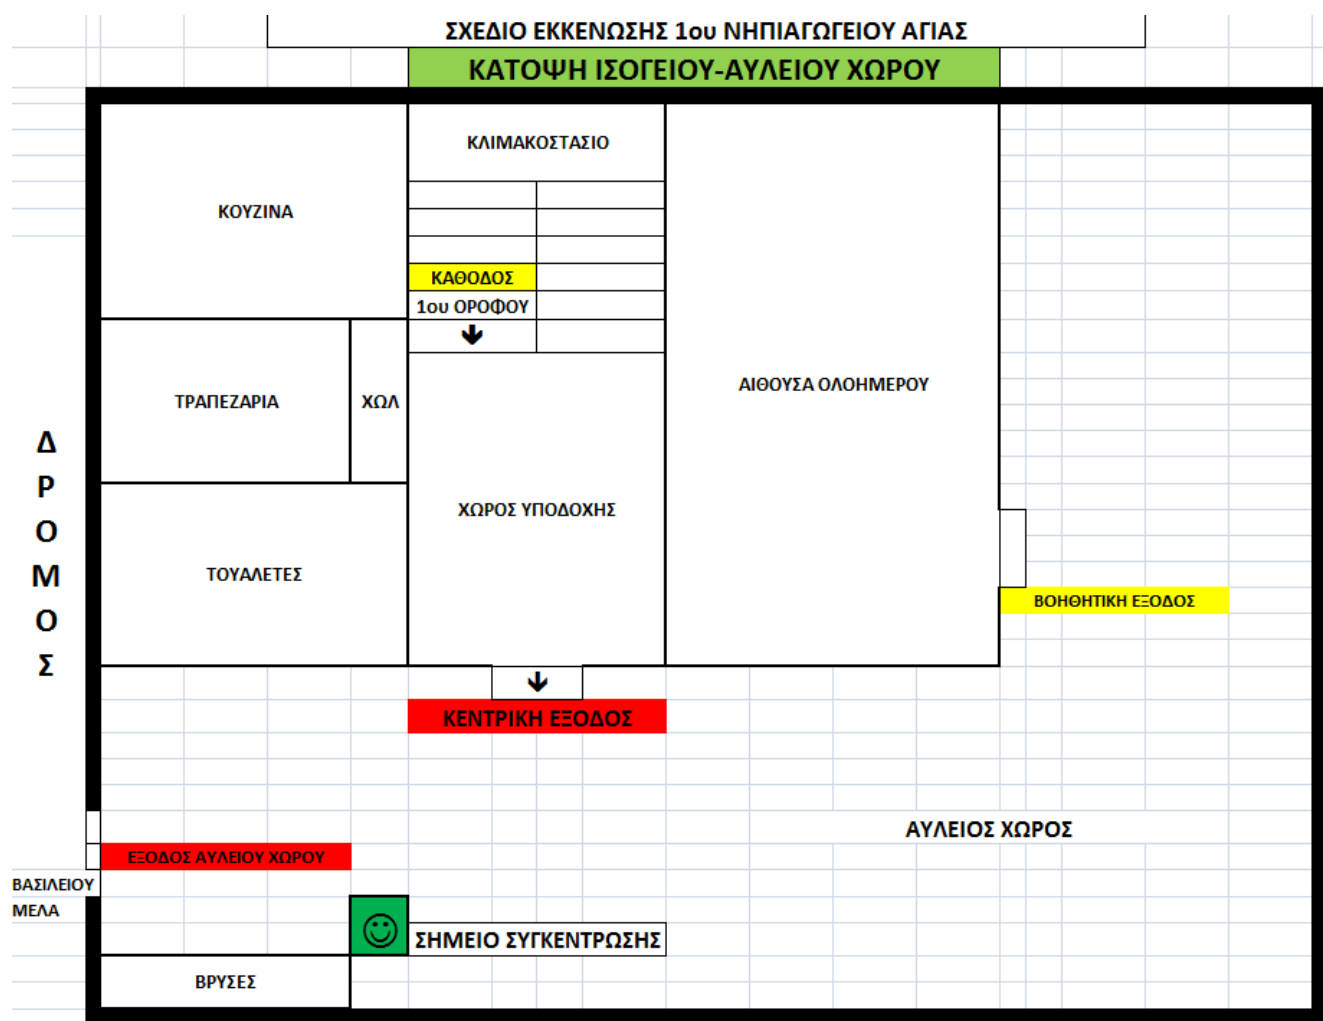 ΣΧΕΔΙΟ ΕΚΚΕΝΩΣΗΣ 1ου ΝΗΠΙΑΓΩΓΕΙΟΥ ΑΓΙΑΣ
ΚΑΤΟΨΗ ΙΣΟΓΕΙΟΥ-ΑΥΛΕΙΟΥ ΧΩΡΟΥ
ΚΛΙΜΑΚΟΣΤΑΣΙΟ
ΚΟΥΖΙΝΑ
ΚΑΘΟΔΟΣ
1ου ΟΡΟΦΟΥ
ΑΙΘΟΥΣΑ ΟΛΟΗΜΕΡΟΥ
ΤΡΑΠΕΖΑΡΙΑ
ΧΩΛ
Δ
Ρ
Ο
Μ
Ο
Σ
ΧΩΡΟΣ ΥΠΟΔΟΧΗΣ
ΤΟΥΑΛΕΤΕΣ
ΒΟΗΘΗΤΙΚΗ ΕΞΟΔΟΣ
ΚΕΝΤΡΙΚΗ ΕΞΟΔΟΣ
ΑΥΛΕΙΟΣ ΧΩΡΟΣ
ΕΞΟΔΟΣ ΑΥΛΕΙΟΥ ΧΩΡΟΥ
ΒΑΣΙΛΕΙΟΥ
ΜΕΛΑ
ΣΗΜΕΙΟ ΣΥΓΚΕΝΤΡΩΣΗΣ
ΒΡΥΣΕΣ